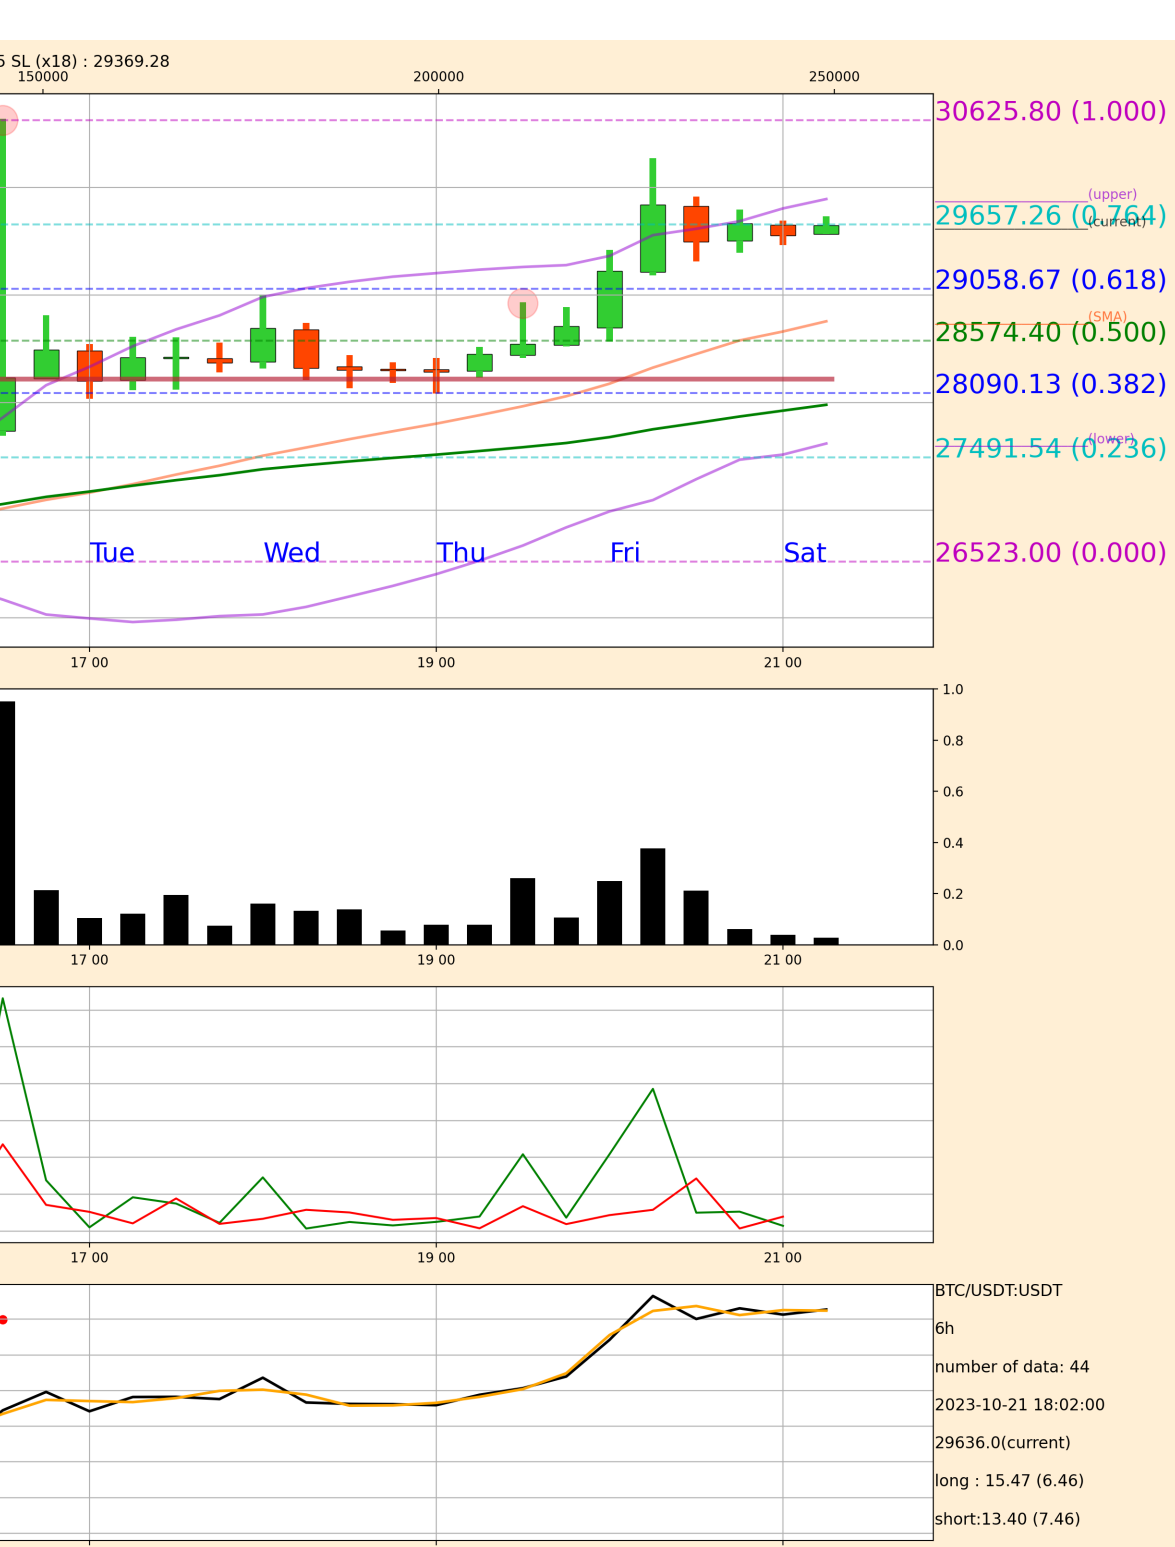 5 SL (x18) : 29369.28
150000 200000 250000
30625.80 (1.000)
(upper)
29657.26 (0.764)
(current)
29058.67 (0.618)
(SMA)
28574.40 (0.500)
28090.13 (0.382)
(lower)
27491.54 (0.236)
Tue Wed Thu Fri Sat
26523.00 (0.000)
17 00 19 00 21 00
1.0
0.8
0.6
0.4
0.2
0.0
17 00 19 00 21 00
17 00 19 00 21 00
BTC/USDT:USDT
6h
number of data: 44
2023-10-21 18:02:00
29636.0(current)
long : 15.47 (6.46)
short:13.40 (7.46)